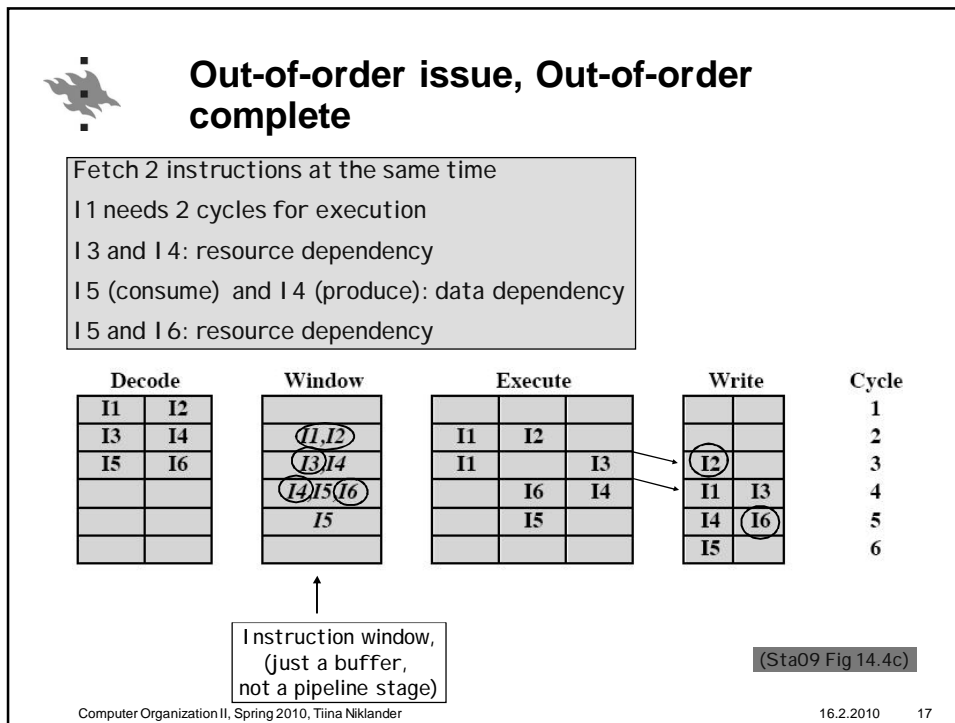 Out-of-order issue, Out-of-order
complete
Fetch 2 instructions at the same time
I1 needs 2 cycles for execution
I3 and I4: resource dependency
I5 (consume) and I4 (produce): data dependency
I5 and I6: resource dependency
Decode Window Execute Write Cycle
I1 I2 1
I3 I4 I1,I2 I1 I2 2
I5 I6 I3,I4 I1 I3 I2 3
I4,I5,I6 I6 I4 I1 I3 4
I5 I5 I4 I6 5
I5 6
Instruction window,
(just a buffer,
not a pipeline stage)
(Sta09 Fig 14.4c)
Computer Organization II, Spring 2010, Tiina Niklander 16.2.2010 17